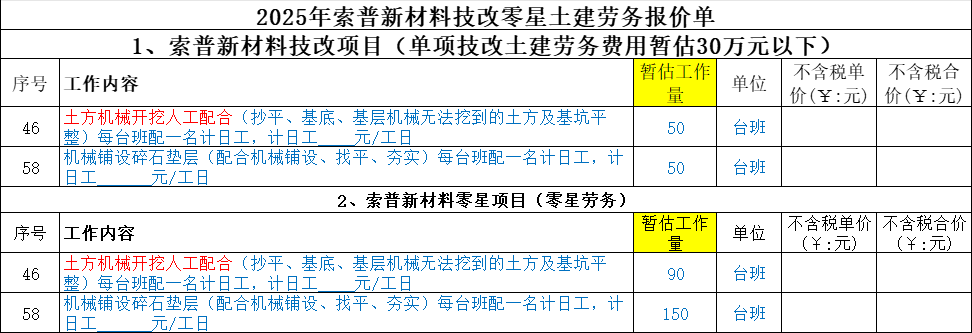 2025年索普新材料技改零星土建劳务报价单
1、索普新材料技改项目（单项技改土建劳务费用暂估30万元以下）
序号 工作内容 暂估工作量 单位 不含税单价(￥:元) 不含税合价(￥:元)
46 土方机械开挖人工配合（抄平、基底、基层机械无法挖到的土方及基坑平
整）每台班配一名计日工，计日工____元/工日 50 台班
58 机械铺设碎石垫层（配合机械铺设、找平、夯实）每台班配一名计日工，计
日工______元/工日 50 台班
2、索普新材料零星项目（零星劳务）
序号 工作内容 暂估工作量 单位 不含税单价(￥:元) 不含税合价(￥:元)
46 土方机械开挖人工配合（抄平、基底、基层机械无法挖到的土方及基坑平
整）每台班配一名计日工，计日工____元/工日 90 台班
58 机械铺设碎石垫层（配合机械铺设、找平、夯实）每台班配一名计日工，计
日工______元/工日 150 台班